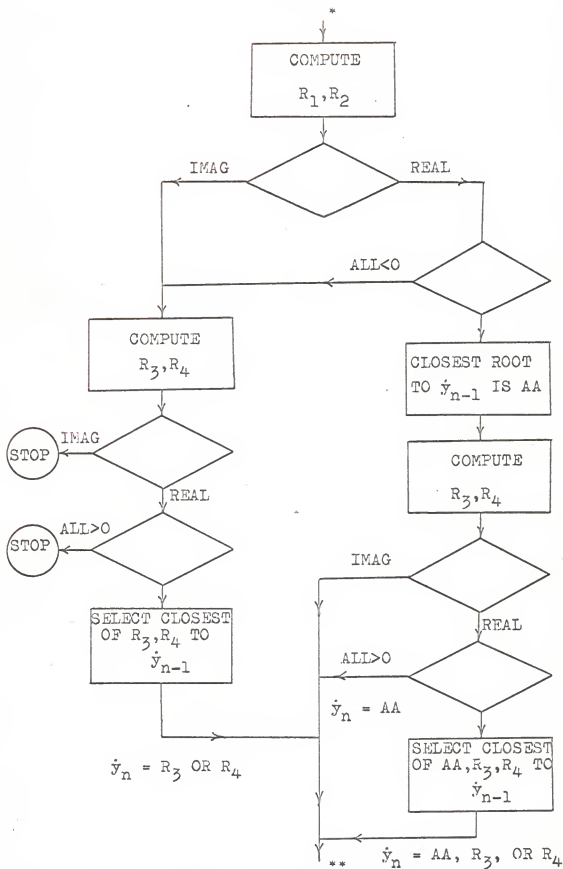 *
COMPUTE
R₁,R₂
IMAG
REAL
ALL<0
COMPUTE
R₃,R₄
CLOSEST ROOT
TO ẏₙ₋₁ IS AA
STOP
IMAG
COMPUTE
R₃,R₄
REAL
STOP
ALL>0
IMAG
REAL
SELECT CLOSEST
OF R₃,R₄ TO
ẏₙ₋₁
ALL>0
ẏₙ = AA
SELECT CLOSEST
OF AA,R₃,R₄ TO
ẏₙ₋₁
ẏₙ = R₃ OR R₄
**
ẏₙ = AA, R₃, OR R₄